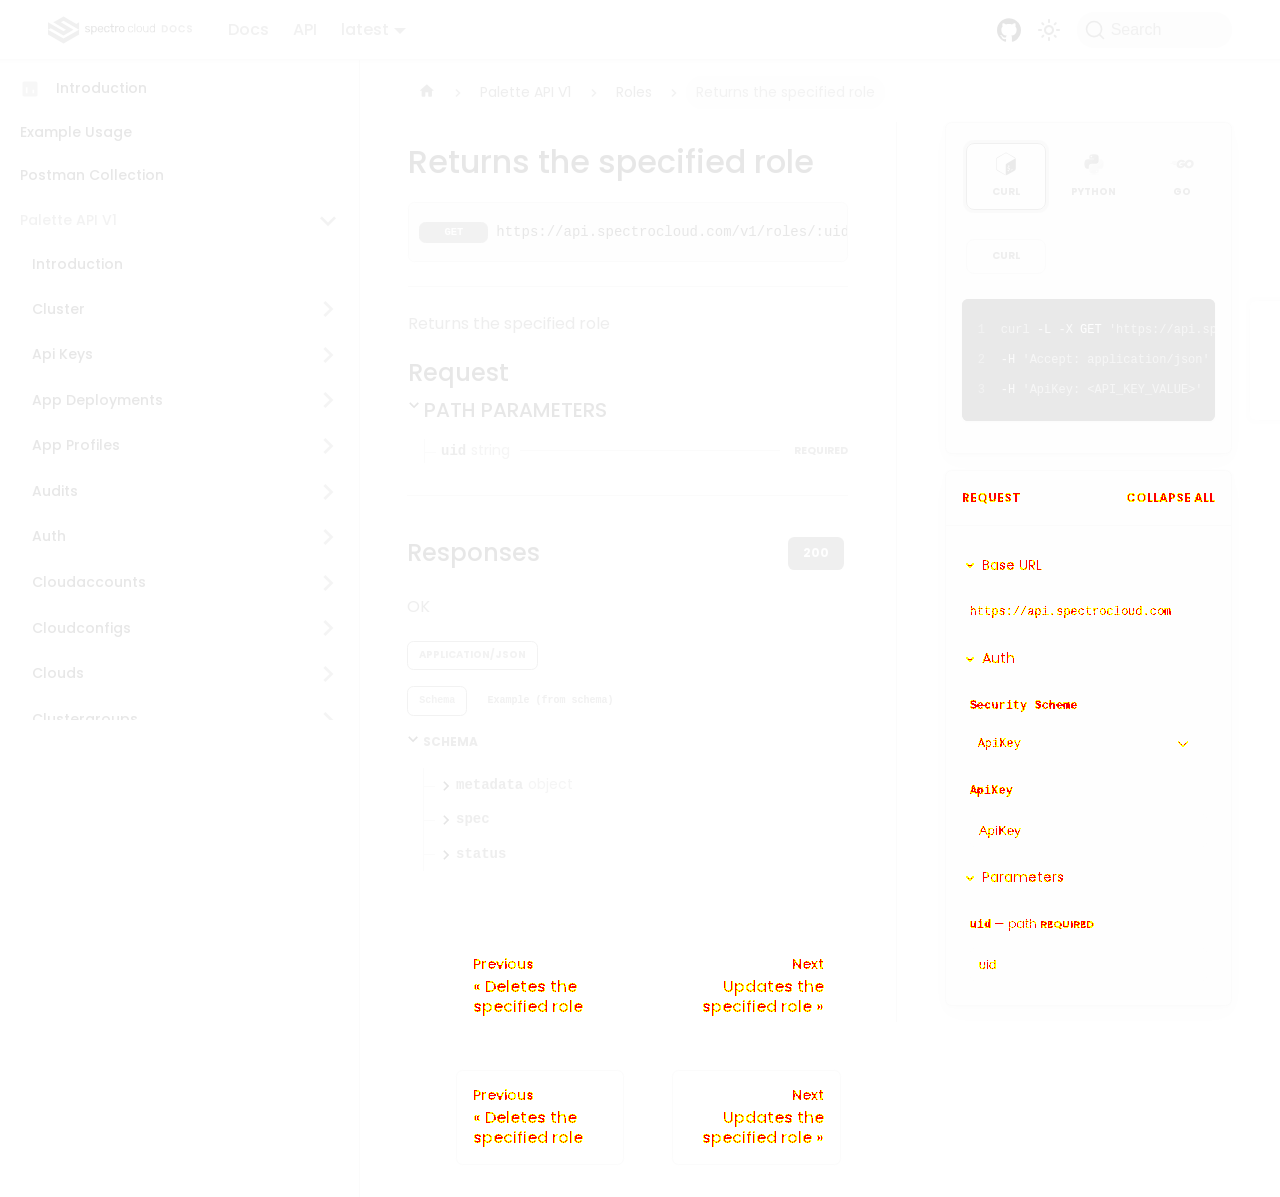 spectro cloud DOCS
Docs
API
latest
Search
Introduction
Example Usage
Postman Collection
Palette API V1
Introduction
Cluster
Api Keys
App Deployments
App Profiles
Audits
Auth
Cloudaccounts
Cloudconfigs
Clouds
Clustergroups
Palette API V1
Roles
Returns the specified role
Returns the specified role
GET https://api.spectrocloud.com/v1/roles/:uid
Returns the specified role
Request
PATH PARAMETERS
uid string REQUIRED
Responses
200
OK
APPLICATION/JSON
Schema
Example (from schema)
SCHEMA
metadata object
spec
status
Previous
« Deletes the
specified role
Next
Updates the
specified role »
Previous
« Deletes the
specified role
Next
Updates the
specified role »
CURL
PYTHON
GO
CURL
1 curl -L -X GET 'https://api.sp
2 -H 'Accept: application/json'
3 -H 'ApiKey: <API_KEY_VALUE>'
REQUEST
COLLAPSE ALL
Base URL
https://api.spectrocloud.com
Auth
Security Scheme
ApiKey
ApiKey
ApiKey
Parameters
uid — path REQUIRED
uid